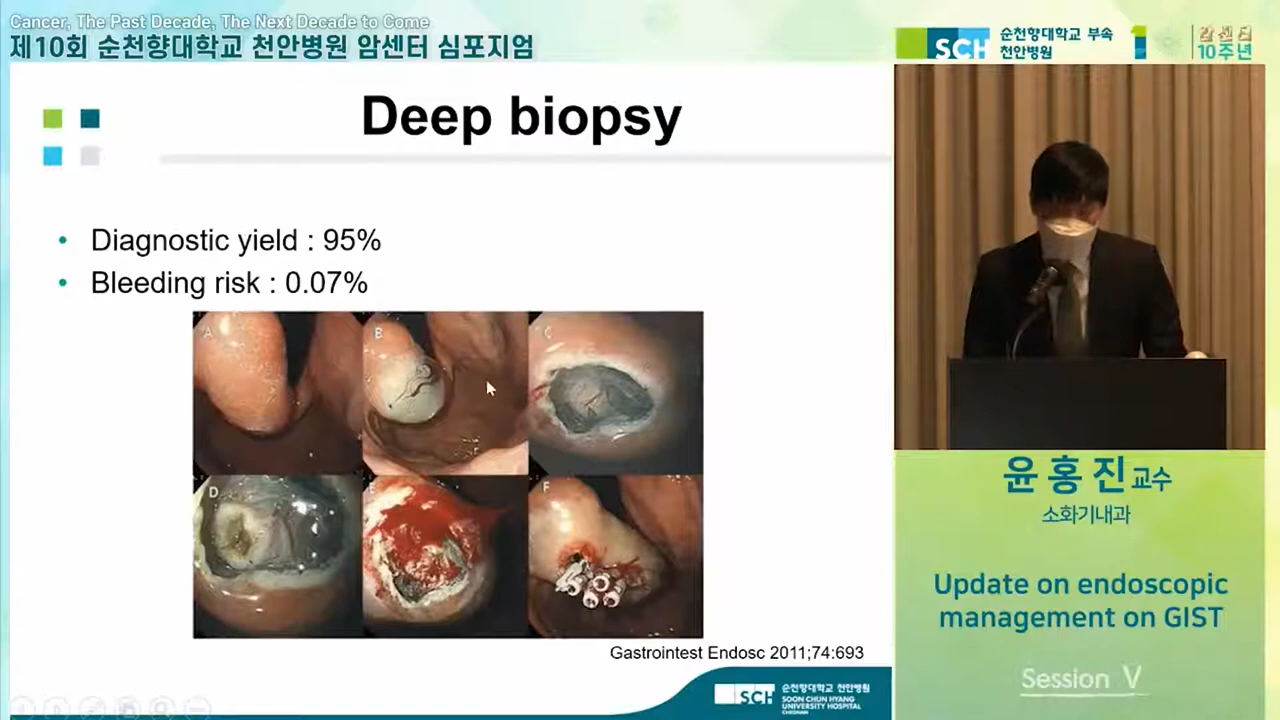 Cancer, The Past Decade, The Next Decade to Come
제10회 순천향대학교 천안병원 암센터 심포지엄
SCH
순천향대학교 부속
천안병원
암센터
10주년
Deep biopsy
• Diagnostic yield : 95%
• Bleeding risk : 0.07%
A
B
C
D
E
F
Gastrointest Endosc 2011;74:693
SCH
순천향대학교 천안병원
SOON CHUN HYANG
UNIVERSITY HOSPITAL
CHEONAN
윤홍진 교수
소화기내과
Update on endoscopic
management on GIST
Session V